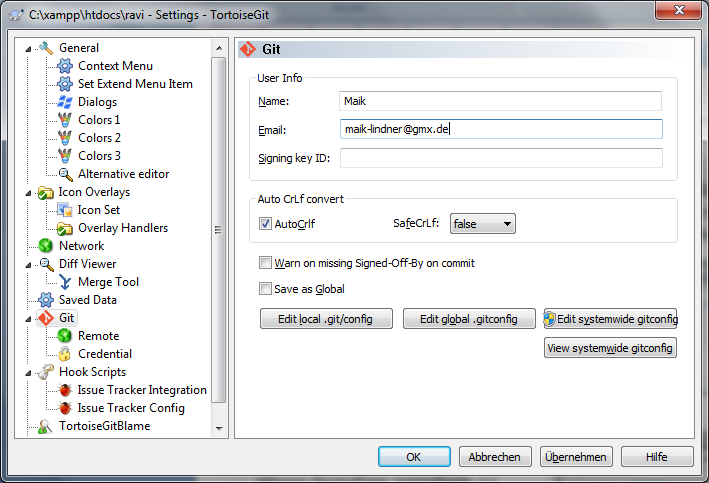 C:\xampp\htdocs\ravi - Settings - TortoiseGit
General
Context Menu
Set Extend Menu Item
Dialogs
Colors 1
Colors 2
Colors 3
Alternative editor
Icon Overlays
Icon Set
Overlay Handlers
Network
Diff Viewer
Merge Tool
Saved Data
Git
Remote
Credential
Hook Scripts
Issue Tracker Integration
Issue Tracker Config
TortoiseGitBlame
Git
User Info
Name: Maik
Email: maik-lindner@gmx.de
Signing key ID:
Auto CrLf convert
AutoCrlf SafeCrLf: false
Warn on missing Signed-Off-By on commit
Save as Global
Edit local .git/config Edit global .gitconfig Edit systemwide gitconfig
View systemwide gitconfig
OK Abbrechen Übernehmen Hilfe